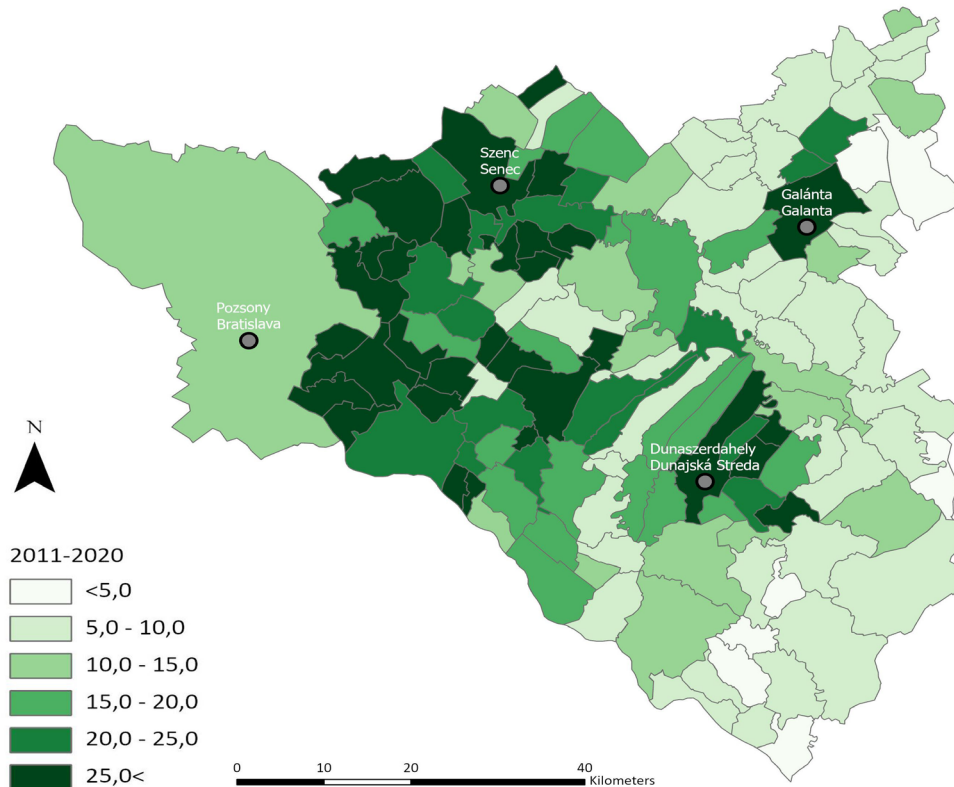 Szenc
Senec
Galánta
Galanta
Pozsony
Bratislava
N
Dunaszerdahely
Dunajská Streda
2011-2020
<5,0
5,0 - 10,0
10,0 - 15,0
15,0 - 20,0
20,0 - 25,0
25,0<
0 10 20 40
Kilometers